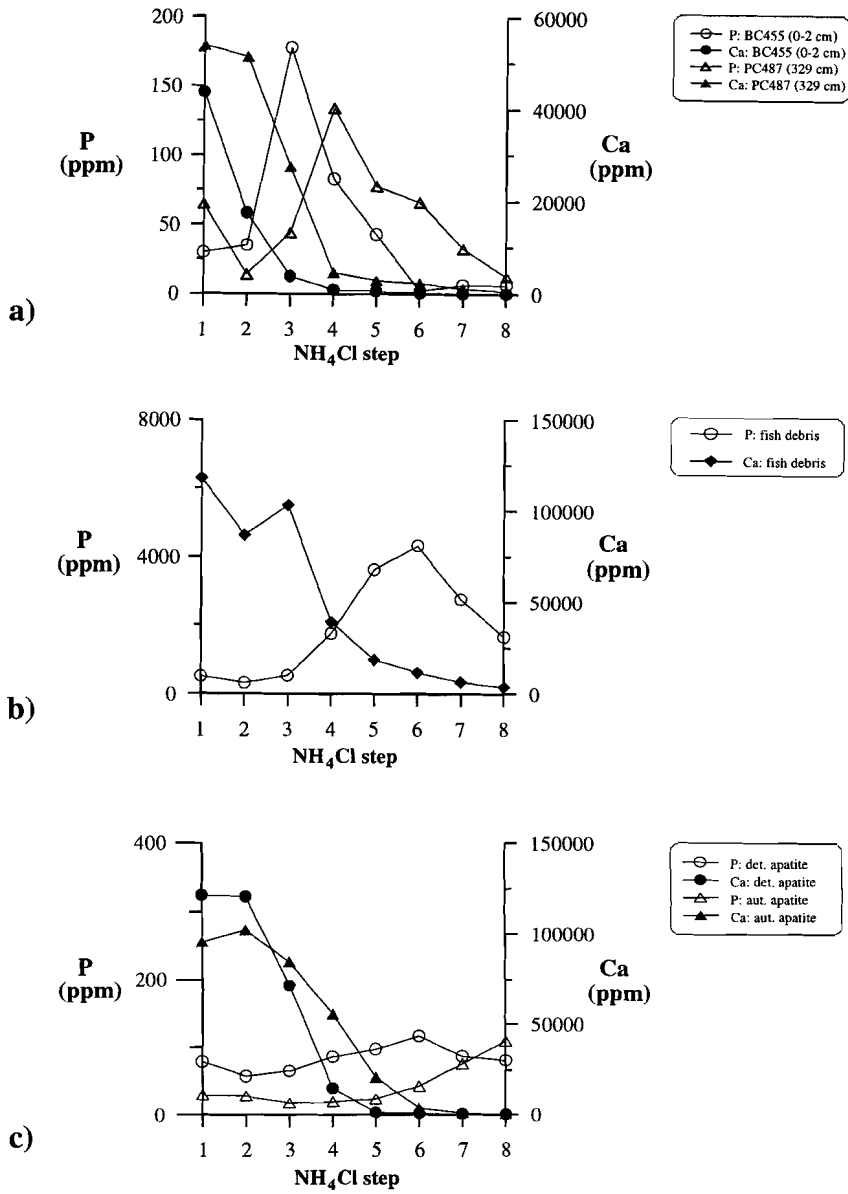 200
150
100
50
0
P
(ppm)
60000
40000
20000
0
Ca
(ppm)
1 2 3 4 5 6 7 8
NH₄Cl step
a)
P: BC455 (0-2 cm)
Ca: BC455 (0-2 cm)
P: PC487 (329 cm)
Ca: PC487 (329 cm)
8000
4000
0
P
(ppm)
150000
100000
50000
0
Ca
(ppm)
1 2 3 4 5 6 7 8
NH₄Cl step
b)
P: fish debris
Ca: fish debris
400
200
0
P
(ppm)
150000
100000
50000
0
Ca
(ppm)
1 2 3 4 5 6 7 8
NH₄Cl step
c)
P: det. apatite
Ca: det. apatite
P: aut. apatite
Ca: aut. apatite